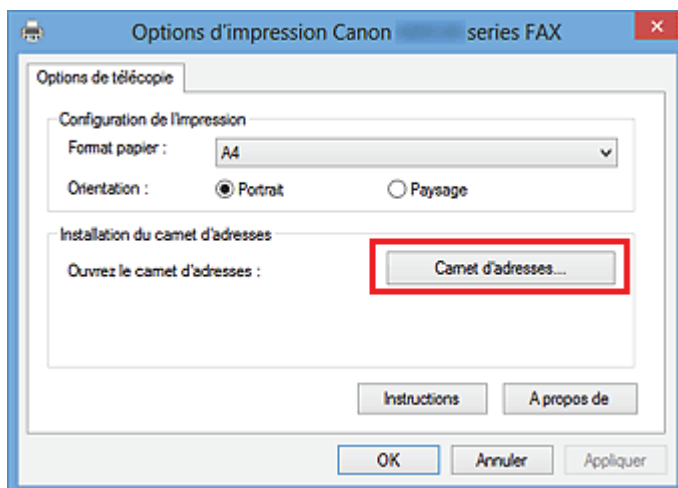 Options d'impression Canon series FAX
Options de télécopie
Configuration de l'impression
Format papier : A4
Orientation : Portrait Paysage
Installation du carnet d'adresses
Ouvrez le carnet d'adresses : Carnet d'adresses...
Instructions A propos de
OK Annuler Appliquer